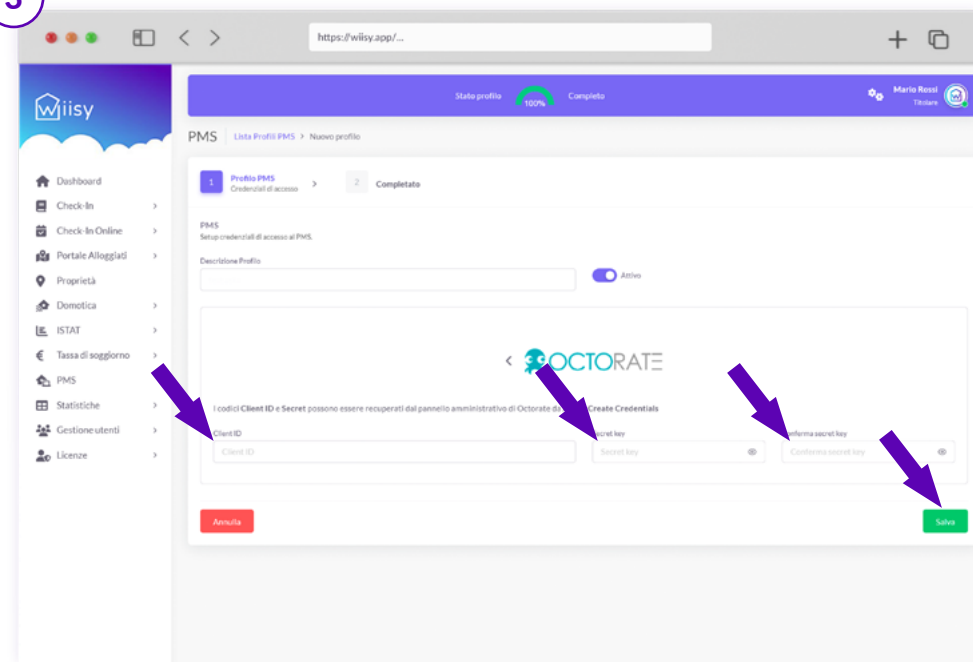 https://wiisy.app/...
wiisy
Stato profilo
100%
Completo
Mario Rossi
Titolare
PMS
Lista Profili PMS > Nuovo profilo
Dashboard
Check-In
Check-In Online
Portale Alloggiati
Proprietà
Domotica
ISTAT
Tassa di soggiorno
PMS
Statistiche
Gestione utenti
Licenze
1
Profilo PMS
Credenziali di accesso
2
Completato
PMS
Setup credenziali di accesso al PMS.
Descrizione Profilo
Attivo
OCTORATE
I codici Client ID e Secret possono essere recuperati dal pannello amministrativo di Octorate Create Credentials
Client ID
Client ID
key
Secret key
secret key
Conferma secret key
Annulla
Salva